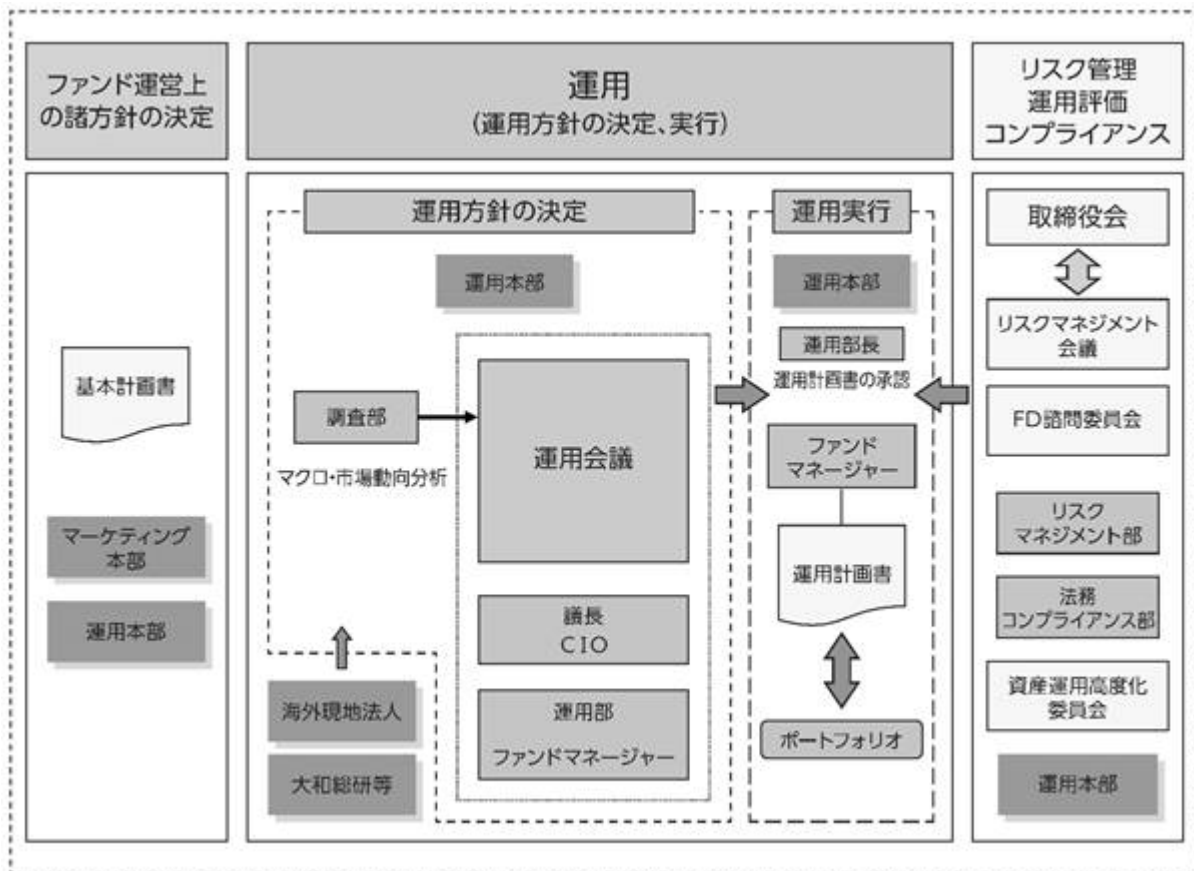 ファンド運営上
の諸方針の決定
運用
(運用方針の決定、実行)
リスク管理
運用評価
コンプライアンス
基本計画書
マーケティング
本部
運用本部
運用方針の決定
運用本部
調査部
マクロ・市場動向分析
運用会議
議長
CIO
運用部
ファンドマネージャー
海外現地法人
大和総研等
運用実行
運用本部
運用部長
運用計画書の承認
ファンド
マネージャー
運用計画書
ポートフォリオ
取締役会
リスクマネジメント
会議
FD諮問委員会
リスク
マネジメント部
法務
コンプライアンス部
資産運用高度化
委員会
運用本部